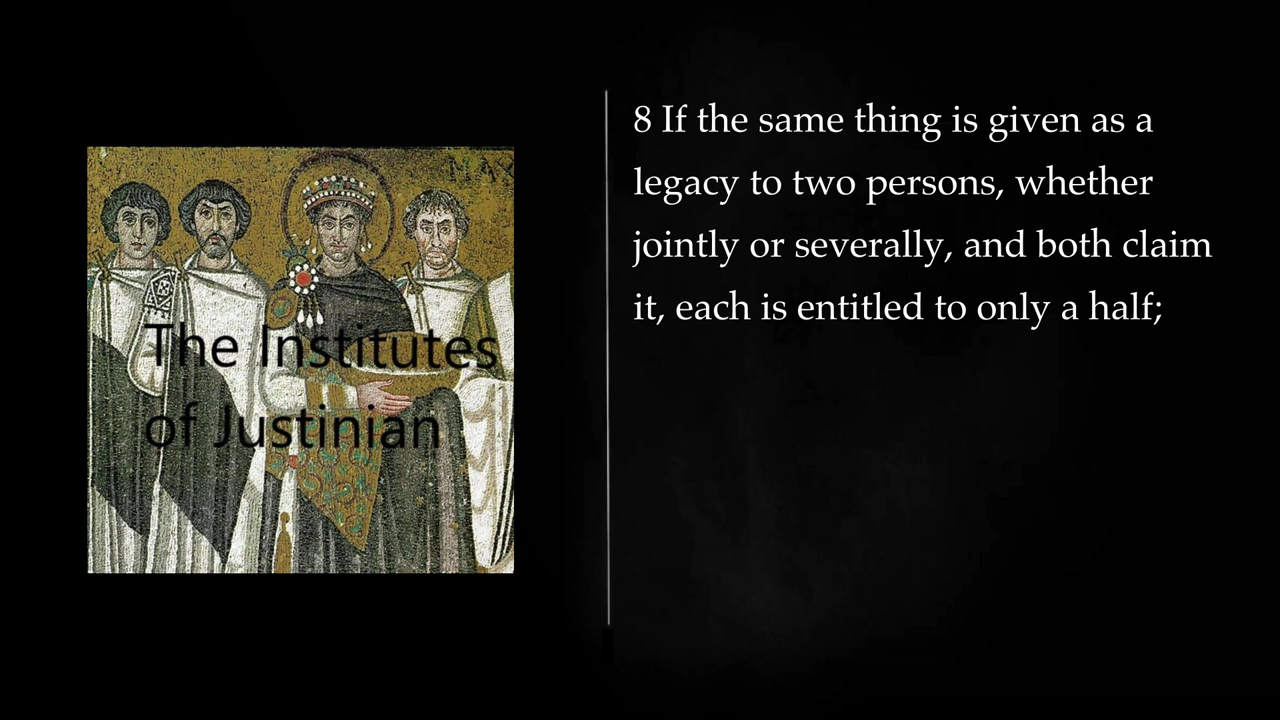 The Institutes
of Justinian
8 If the same thing is given as a
legacy to two persons, whether
jointly or severally, and both claim
it, each is entitled to only a half;